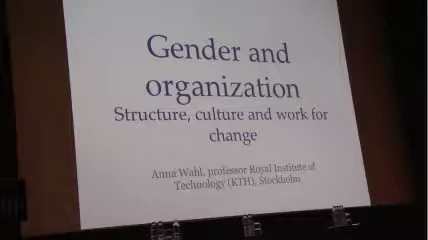 Gender and
organization
Structure, culture and work for
change
Anna Wahl, professor Royal Institute of
Technology (KTH), Stockholm